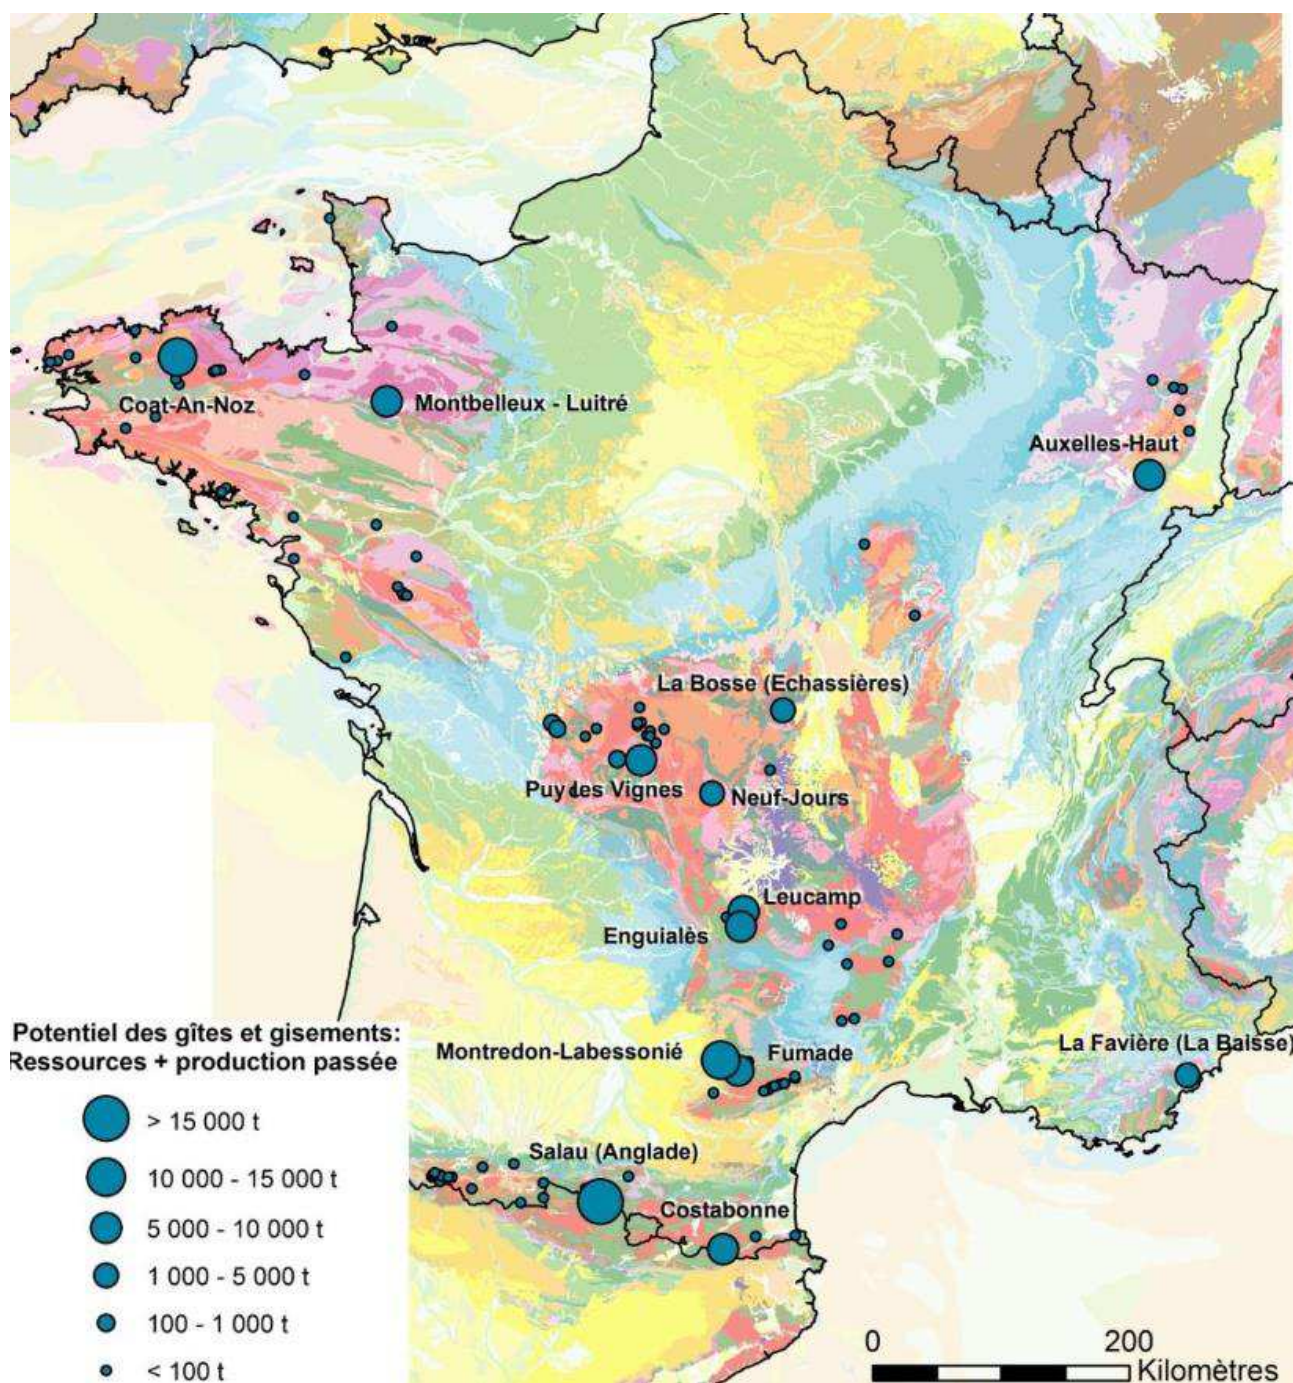 Coat-An-Noz
Montbelleux - Luitré
Auxelles-Haut
La Bosse (Echassières)
Puy des Vignes
Neuf-Jours
Leucamp
Enguialès
Montredon-Labessonié
Fumade
La Favière (La Baisse)
Salau (Anglade)
Costabonne
Potentiel des gîtes et gisements:
Ressources + production passée
> 15 000 t
10 000 - 15 000 t
5 000 - 10 000 t
1 000 - 5 000 t
100 - 1 000 t
< 100 t
0 200
Kilomètres